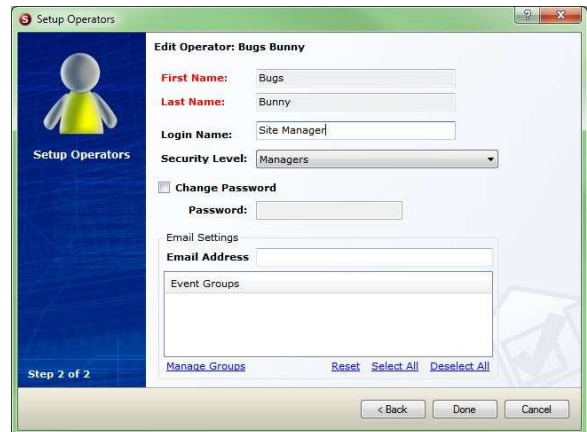 Setup Operators
Edit Operator: Bugs Bunny
First Name: Bugs
Last Name: Bunny
Login Name: Site Manager
Setup Operators
Security Level: Managers
Change Password
Password:
Email Settings
Email Address
Event Groups
Manage Groups Reset Select All Deselect All
Step 2 of 2
< Back Done Cancel